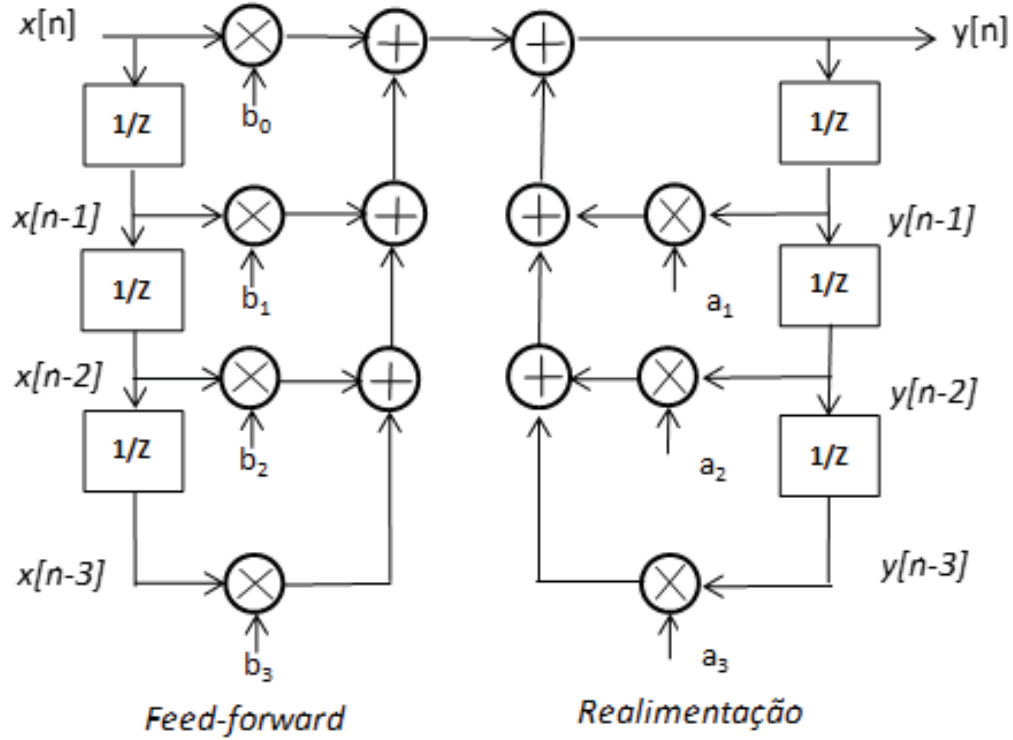 x[n]
y[n]
b₀
1/Z
1/Z
x[n-1]
y[n-1]
b₁
a₁
1/Z
1/Z
x[n-2]
y[n-2]
b₂
a₂
1/Z
1/Z
x[n-3]
y[n-3]
b₃
a₃
Feed-forward
Realimentação